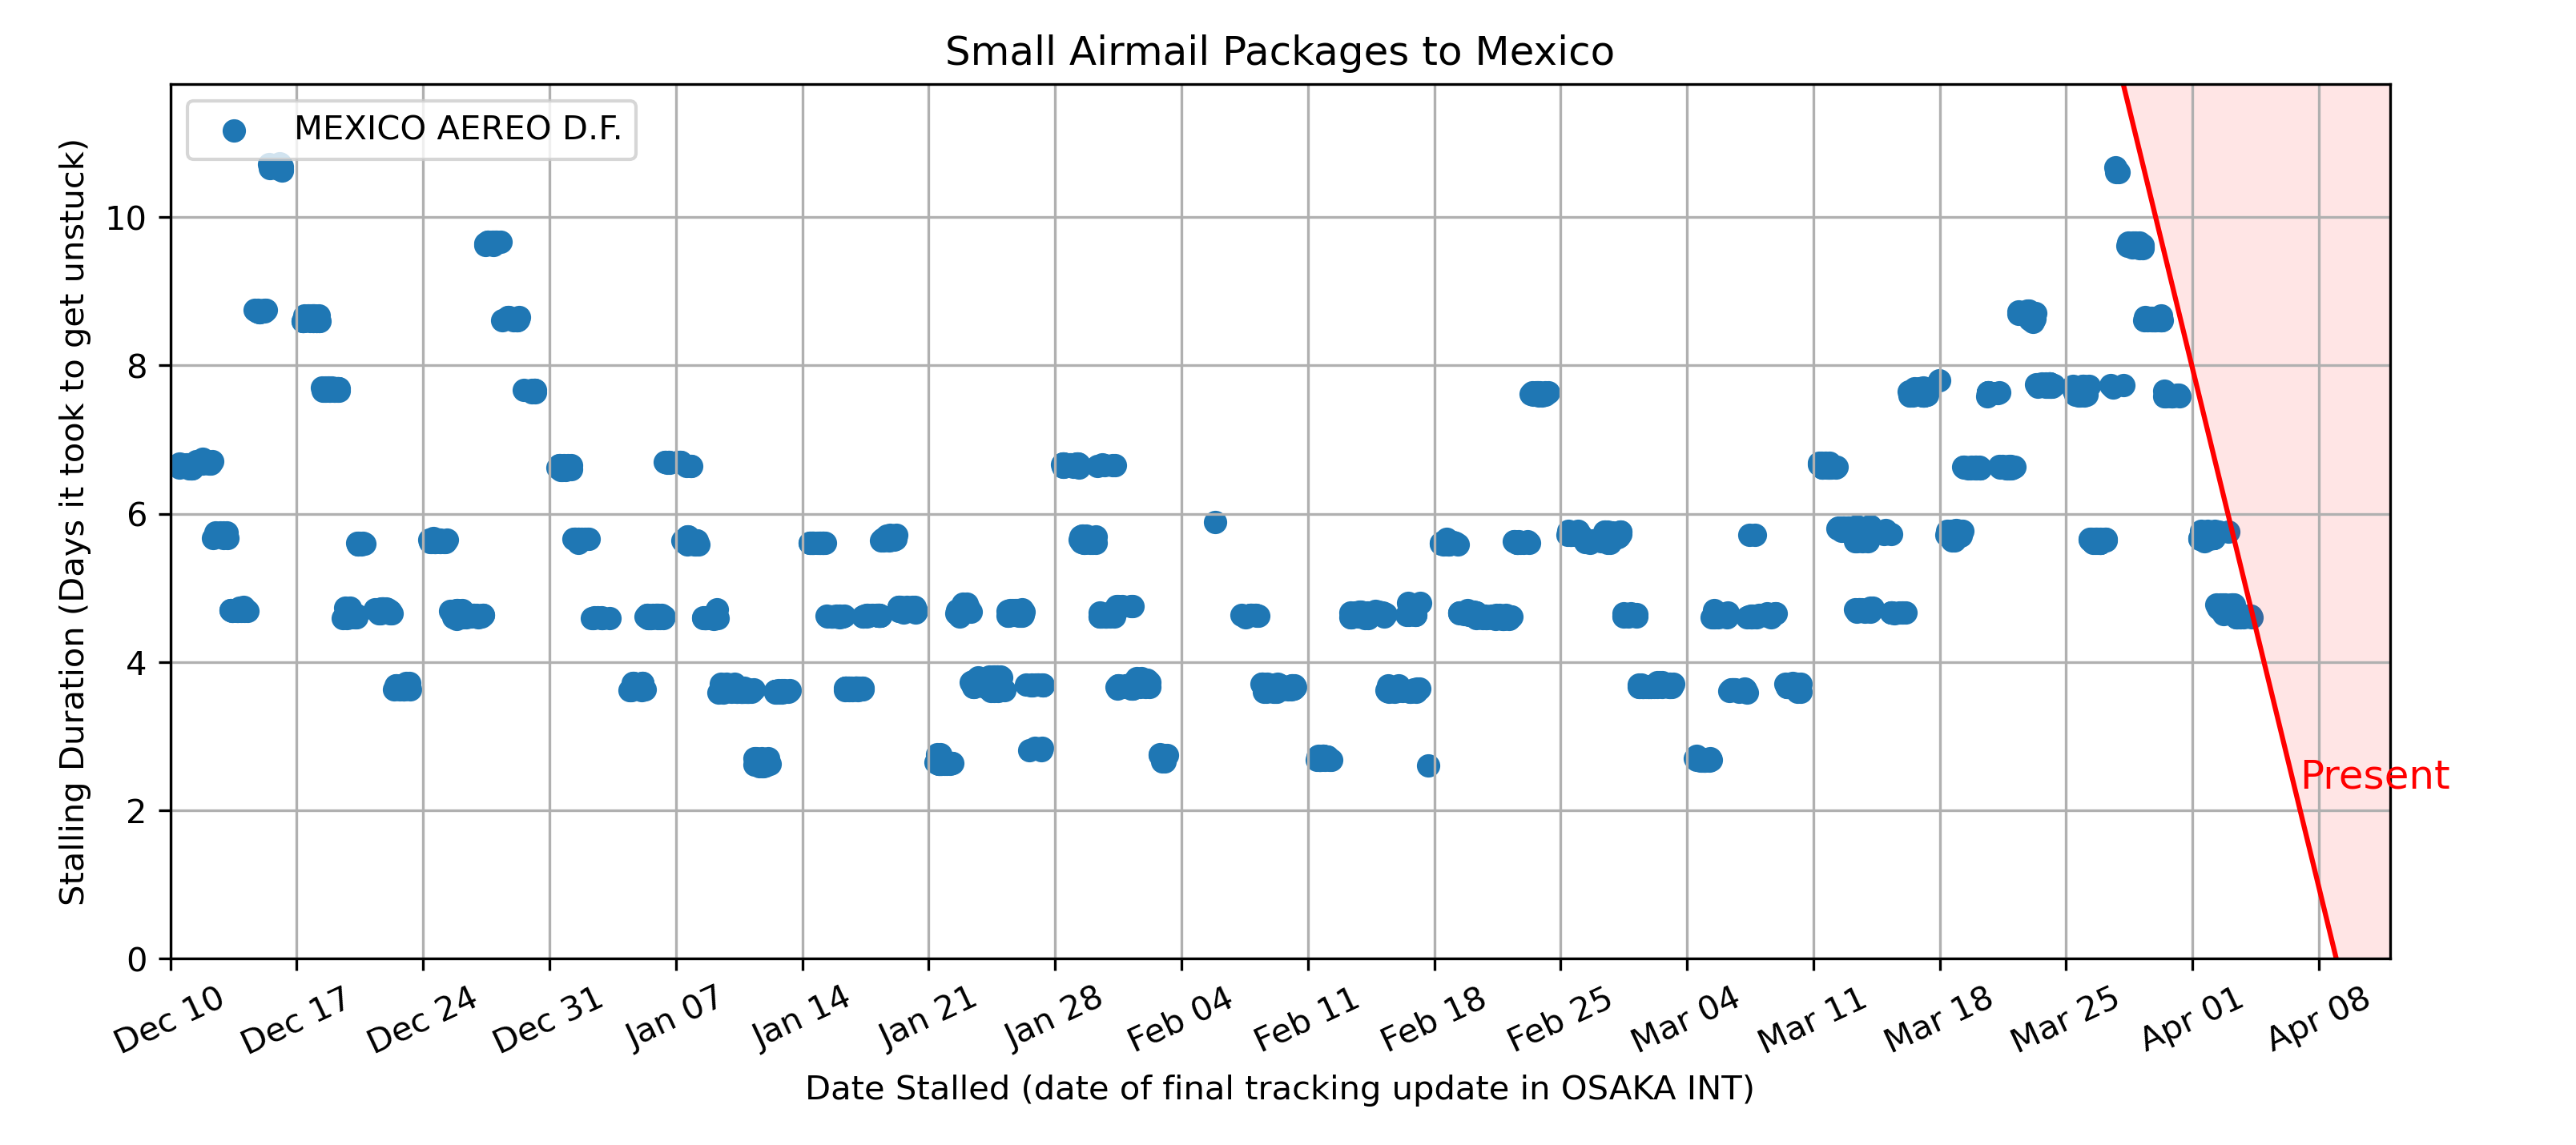 Small Airmail Packages to Mexico
MEXICO AEREO D.F.
Stalling Duration (Days it took to get unstuck)
10
8
6
4
2
0
Present
Dec 10
Dec 17
Dec 24
Dec 31
Jan 07
Jan 14
Jan 21
Jan 28
Feb 04
Feb 11
Feb 18
Feb 25
Mar 04
Mar 11
Mar 18
Mar 25
Apr 01
Apr 08
Date Stalled (date of final tracking update in OSAKA INT)